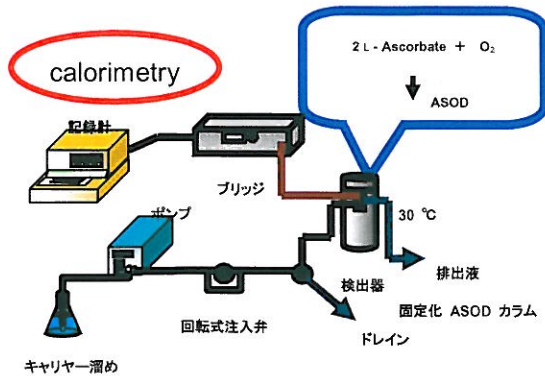 2 L - Ascorbate + O₂
ASOD
calorimetry
記録計
ブリッジ
ポンプ
30 ℃
検出器
排出液
固定化 ASOD カラム
回転式注入弁
ドレイン
キャリヤー溜め